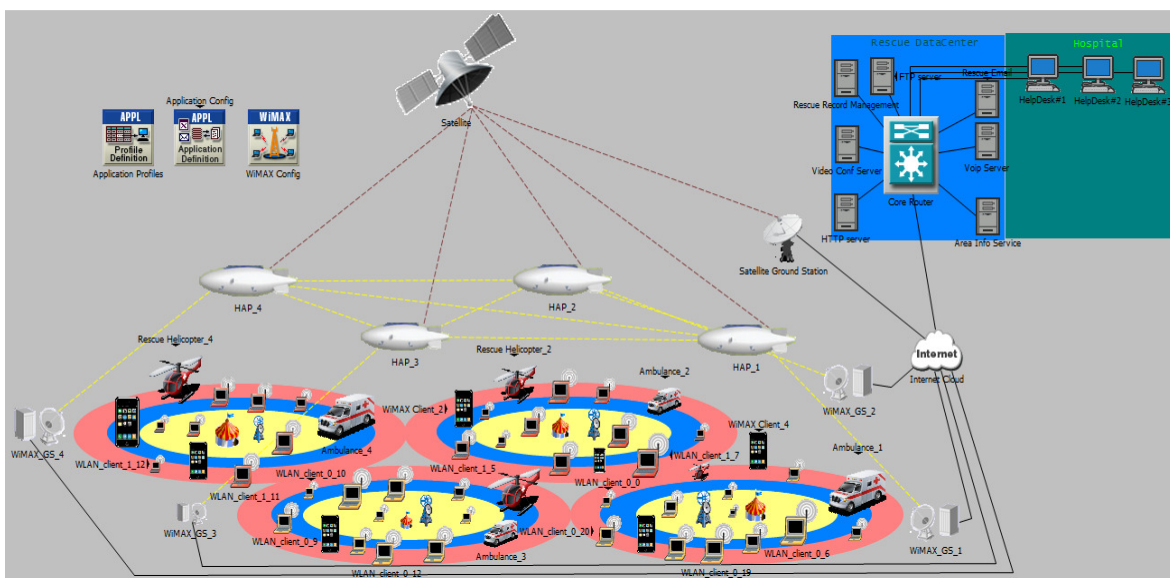 Rescue DataCenter
Hospital
FTP server
Rescue Email
Rescue Record Management
HelpDesk#1
HelpDesk#2
HelpDesk#3
Satellite
Application Config
APPL
Profile
Definition
APPL
Application
Definition
WiMAX
Application Profiles
WiMAX Config
Video Conf Server
Voip Server
Core Router
HTTP server
Area Info Service
Satellite Ground Station
HAP_4
HAP_2
HAP_3
HAP_1
Internet
Internet Cloud
Rescue Helicopter_4
Rescue Helicopter_2
Ambulance_2
WiMAX_GS_2
WiMAX Client_2
WiMAX_Client_4
WiMAX_GS_4
Ambulance_4
Ambulance_1
WLAN_client_1_12
WLAN_client_0_10
WLAN_client_1_5
WLAN_client_1_7
WLAN_client_0_0
WLAN_client_1_11
WiMAX_GS_3
WLAN_client_0_9
WLAN_client_0_20
Ambulance_3
WLAN_client_0_6
WiMAX_GS_1
WLAN_client_0_12
WLAN_client_0_19